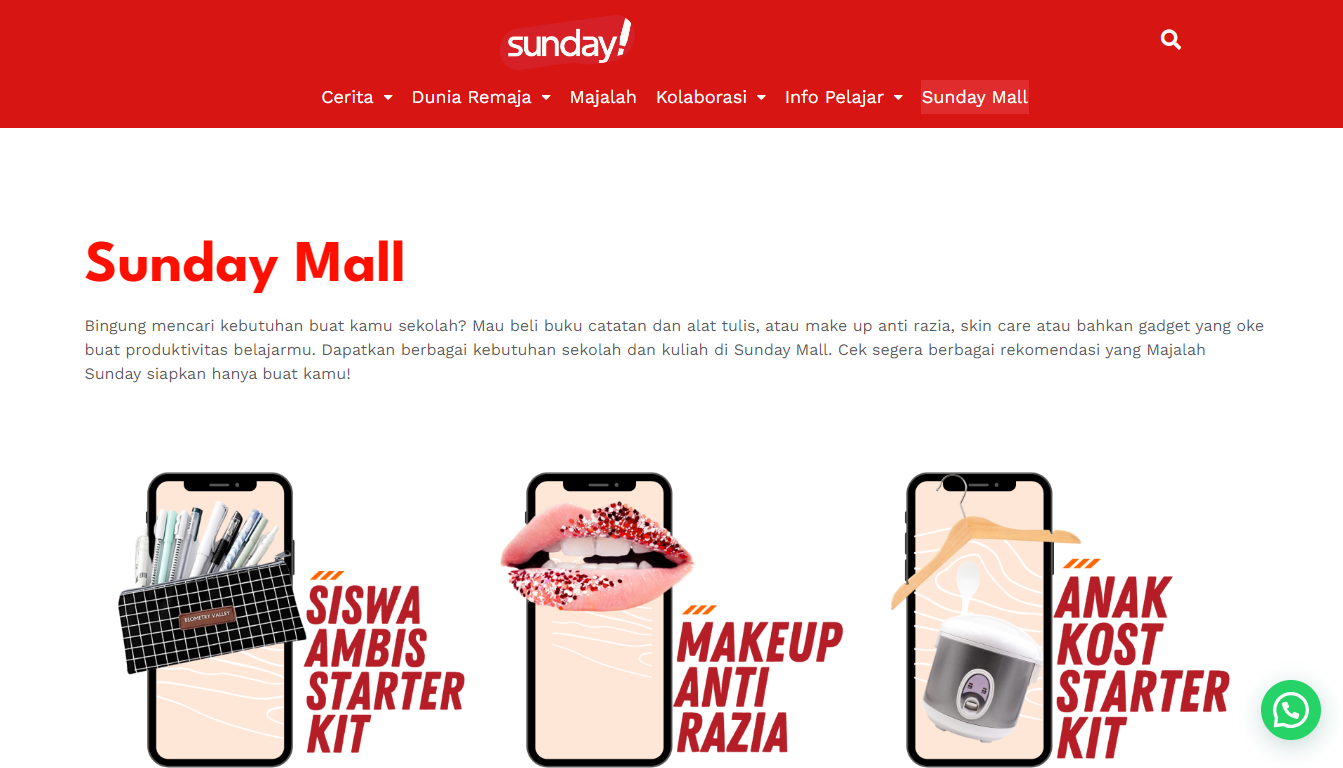 sunday!
Cerita Dunia Remaja Majalah Kolaborasi Info Pelajar Sunday Mall
Sunday Mall
Bingung mencari kebutuhan buat kamu sekolah? Mau beli buku catatan dan alat tulis, atau make up anti razia, skin care atau bahkan gadget yang oke
buat produktivitas belajarmu. Dapatkan berbagai kebutuhan sekolah dan kuliah di Sunday Mall. Cek segera berbagai rekomendasi yang Majalah
Sunday siapkan hanya buat kamu!
SISWA
AMBIS
STARTER
KIT
MAKEUP
ANTI
RAZIA
ANAK
KOST
STARTER
KIT